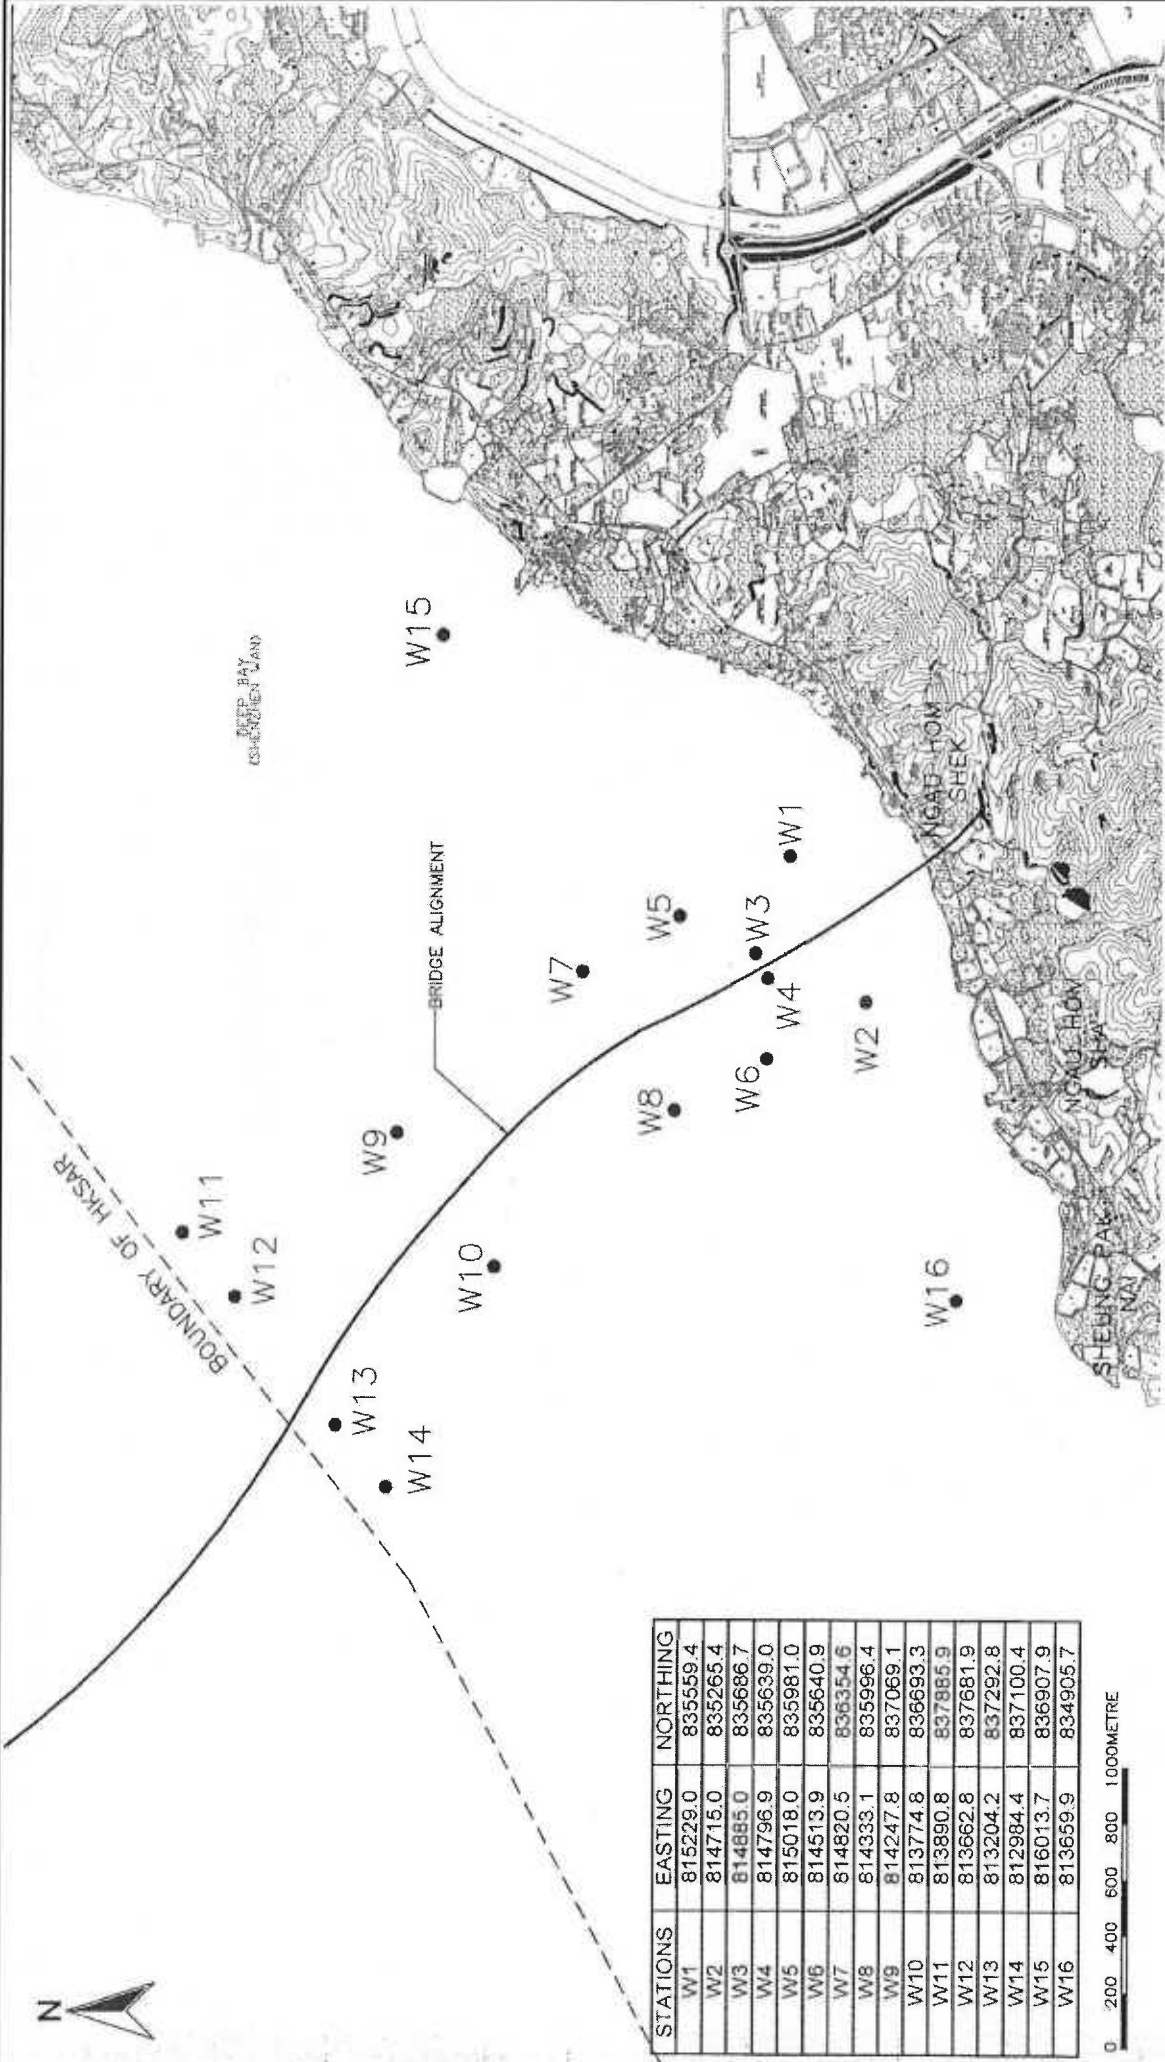 N
BOUNDARY OF HKSAR
W11
W12
W13
W14
W9
W10
BRIDGE ALIGNMENT
DEEP BAY
(SHENZHEN WAN)
W15
W7
W5
W8
W6
W3
W4
W1
W2
W16
NGAU HOM
SHEK
NGAU HOM
SHA
SHEUNG PAK
NAI
STATIONS EASTING NORTHING
W1 815229.0 835559.4
W2 814715.0 835265.4
W3 814885.0 835686.7
W4 814796.9 835639.0
W5 815018.0 835981.0
W6 814513.9 835640.9
W7 814820.5 836354.6
W8 814333.1 835996.4
W9 814247.8 837069.1
W10 813774.8 836693.3
W11 813890.8 837885.9
W12 813662.8 837681.9
W13 813204.2 837292.8
W14 812984.4 837100.4
W15 816013.7 836907.9
W16 813659.9 834905.7
0 200 400 600 800 1000METRE